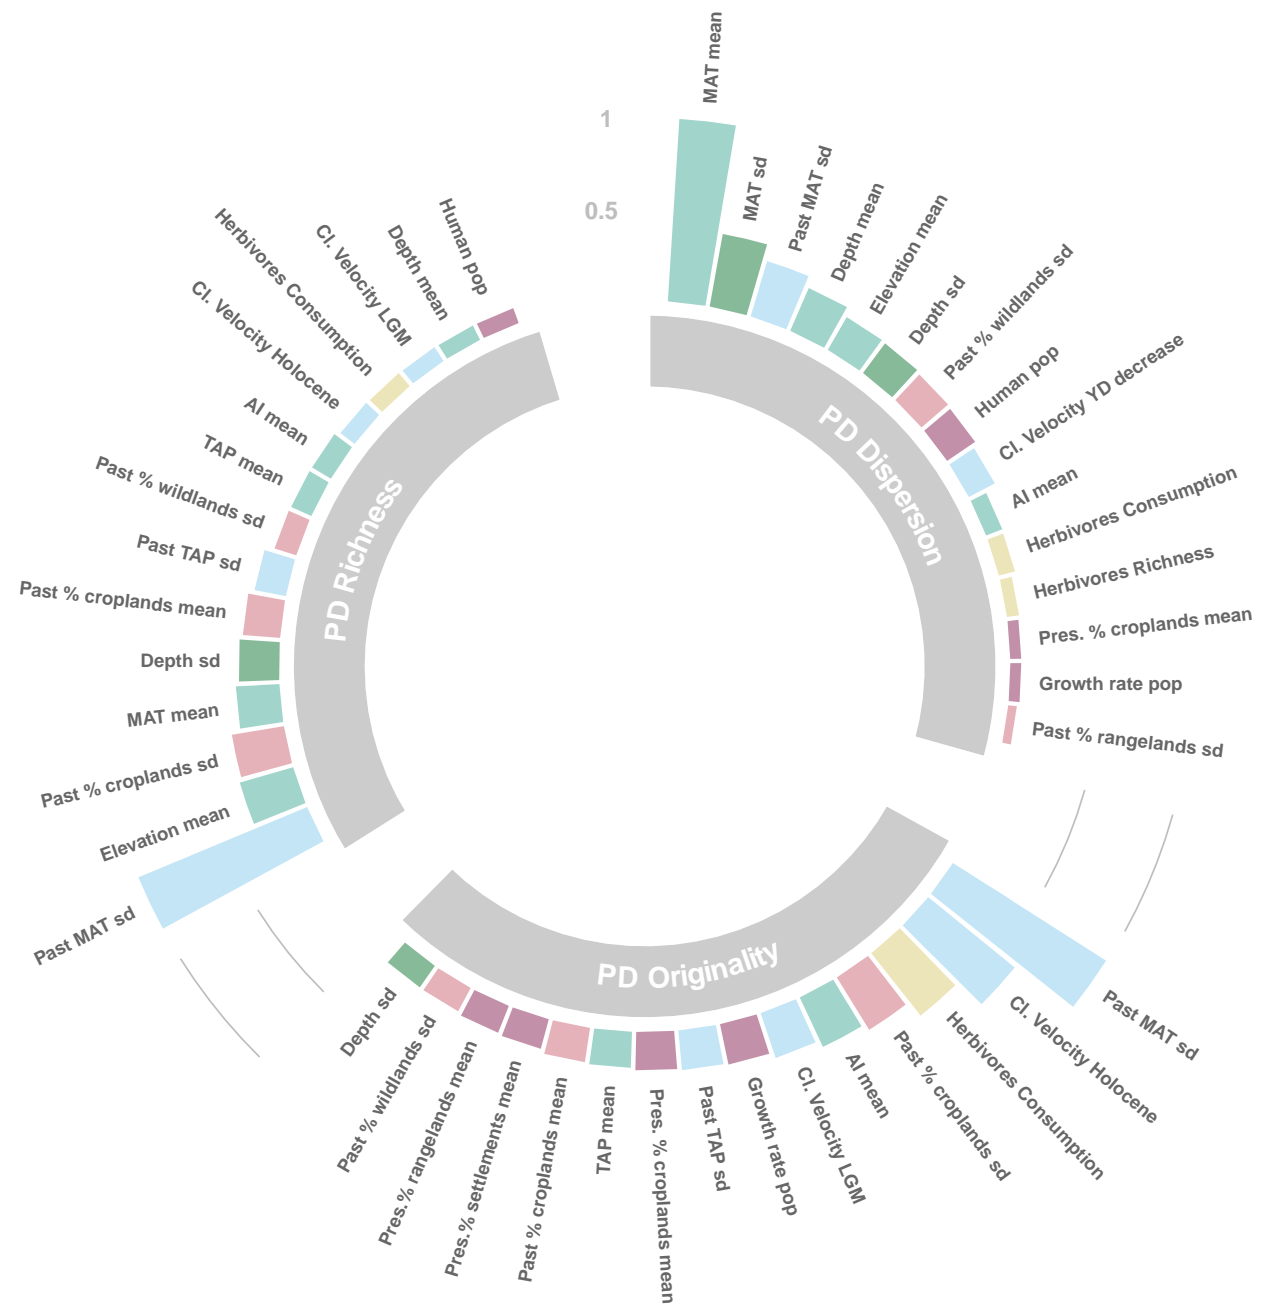 1
0.5
MAT mean
MAT sd
Past MAT sd
Depth mean
Elevation mean
Depth sd
Past % wildlands sd
Human pop
Cl. Velocity YD decrease
AI mean
Herbivores Consumption
Herbivores Richness
Pres. % croplands mean
Growth rate pop
Past % rangelands sd
PD Dispersion
Past MAT sd
Cl. Velocity Holocene
Herbivores Consumption
Past % croplands sd
AI mean
Cl. Velocity LGM
Growth rate pop
Past TAP sd
Pres. % croplands mean
TAP mean
Past % croplands mean
Pres.% settlements mean
Pres.% rangelands mean
Past % wildlands sd
Depth sd
PD Originality
Past MAT sd
Elevation mean
Past % croplands sd
MAT mean
Depth sd
Past % croplands mean
Past TAP sd
Past % wildlands sd
TAP mean
AI mean
Cl. Velocity Holocene
Herbivores Consumption
Cl. Velocity LGM
Depth mean
Human pop
PD Richness